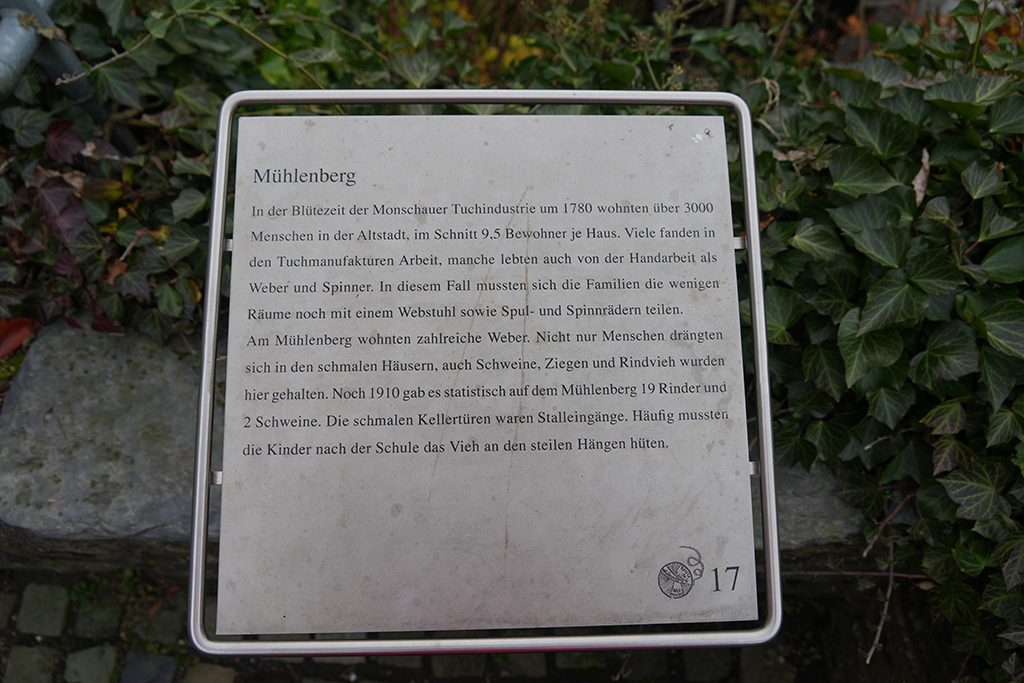 Mühlenberg
In der Blütezeit der Monschauer Tuchindustrie um 1780 wohnten über 3000
Menschen in der Altstadt, im Schnitt 9,5 Bewohner je Haus. Viele fanden in
den Tuchmanufakturen Arbeit, manche lebten auch von der Handarbeit als
Weber und Spinner. In diesem Fall mussten sich die Familien die wenigen
Räume noch mit einem Webstuhl sowie Spul- und Spinnrädern teilen.
Am Mühlenberg wohnten zahlreiche Weber. Nicht nur Menschen drängten
sich in den schmalen Häusern, auch Schweine, Ziegen und Rindvieh wurden
hier gehalten. Noch 1910 gab es statistisch auf dem Mühlenberg 19 Rinder und
2 Schweine. Die schmalen Kellertüren waren Stalleingänge. Häufig mussten
die Kinder nach der Schule das Vieh an den steilen Hängen hüten.
17